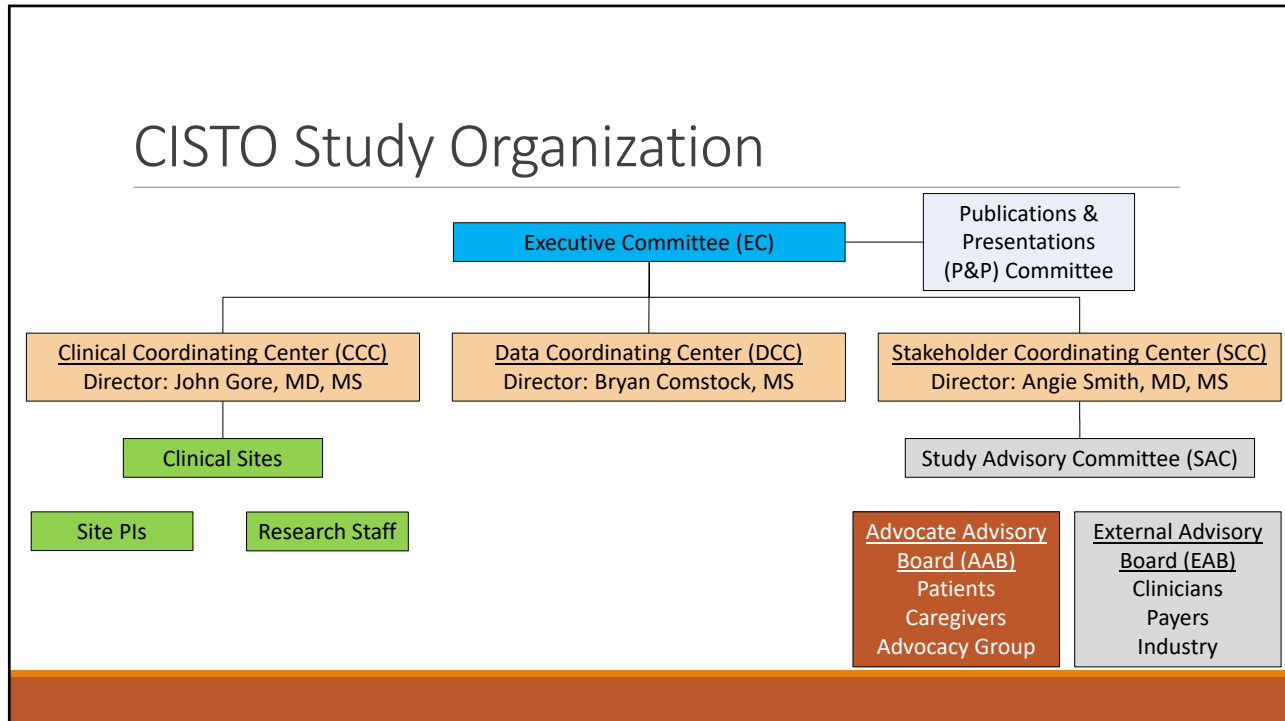 CISTO Study Organization
Executive Committee (EC)
Publications &
Presentations
(P&P) Committee
Clinical Coordinating Center (CCC)
Director: John Gore, MD, MS
Data Coordinating Center (DCC)
Director: Bryan Comstock, MS
Stakeholder Coordinating Center (SCC)
Director: Angie Smith, MD, MS
Clinical Sites
Study Advisory Committee (SAC)
Site PIs
Research Staff
Advocate Advisory
Board (AAB)
Patients
Caregivers
Advocacy Group
External Advisory
Board (EAB)
Clinicians
Payers
Industry